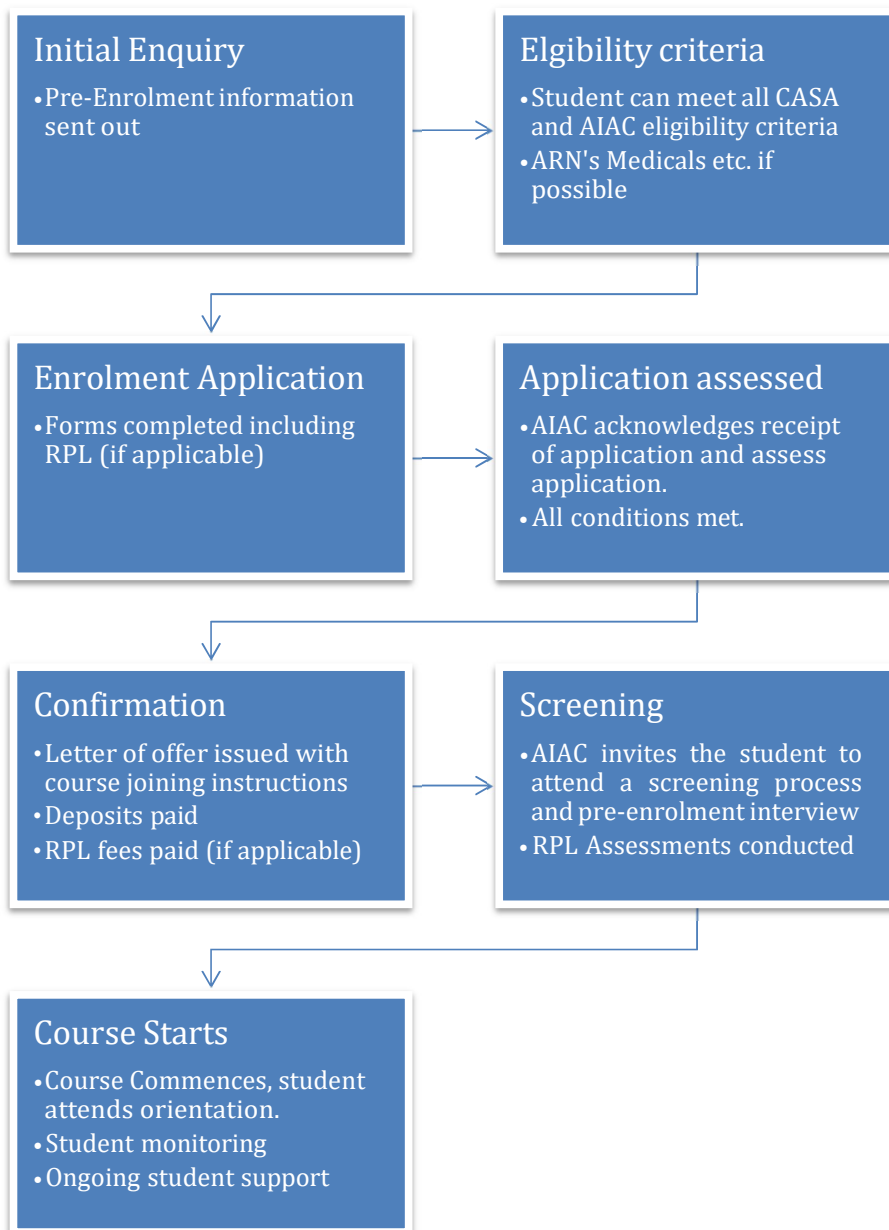 Initial Enquiry
•Pre-Enrolment information
sent out
Elgibility criteria
•Student can meet all CASA
and AIAC eligibility criteria
•ARN's Medicals etc. if
possible
Enrolment Application
•Forms completed including
RPL (if applicable)
Application assessed
•AIAC acknowledges receipt
of application and assess
application.
•All conditions met.
Confirmation
•Letter of offer issued with
course joining instructions
•Deposits paid
•RPL fees paid (if applicable)
Screening
•AIAC invites the student to
attend a screening process
and pre-enrolment interview
•RPL Assessments conducted
Course Starts
•Course Commences, student
attends orientation.
•Student monitoring
•Ongoing student support